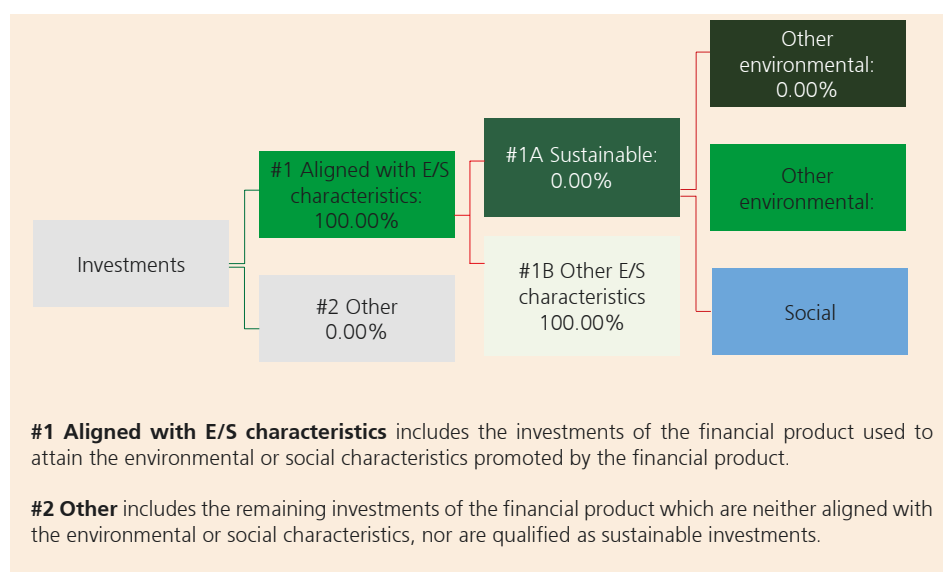 Investments
#1 Aligned with E/S
characteristics:
100.00%
#2 Other
0.00%
#1A Sustainable:
0.00%
#1B Other E/S
characteristics
100.00%
Other
environmental:
0.00%
Other
environmental:
Social
#1 Aligned with E/S characteristics includes the investments of the financial product used to
attain the environmental or social characteristics promoted by the financial product.
#2 Other includes the remaining investments of the financial product which are neither aligned with
the environmental or social characteristics, nor are qualified as sustainable investments.